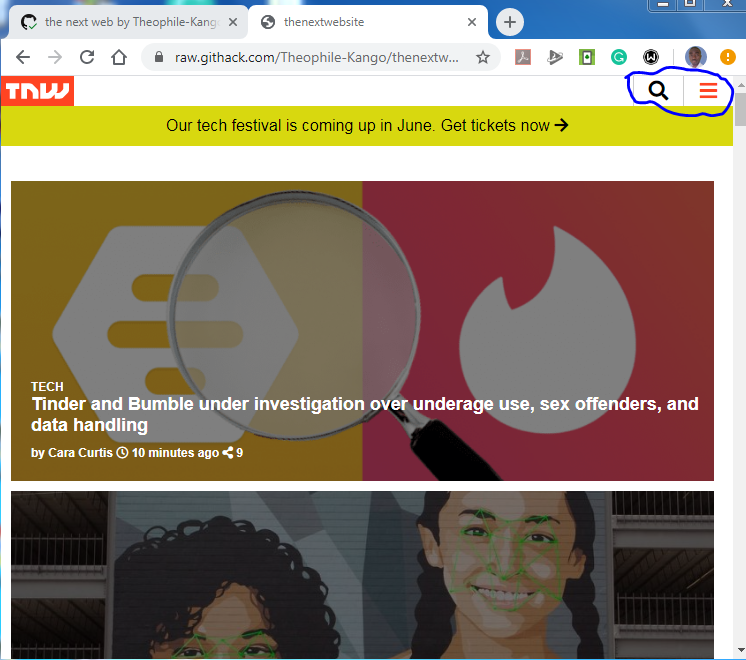 the next web by Theophile-Kango
thenextwebsite
raw.githack.com/Theophile-Kango/thenextw...
TNW
Our tech festival is coming up in June. Get tickets now
TECH
Tinder and Bumble under investigation over underage use, sex offenders, and
data handling
by Cara Curtis 10 minutes ago 9